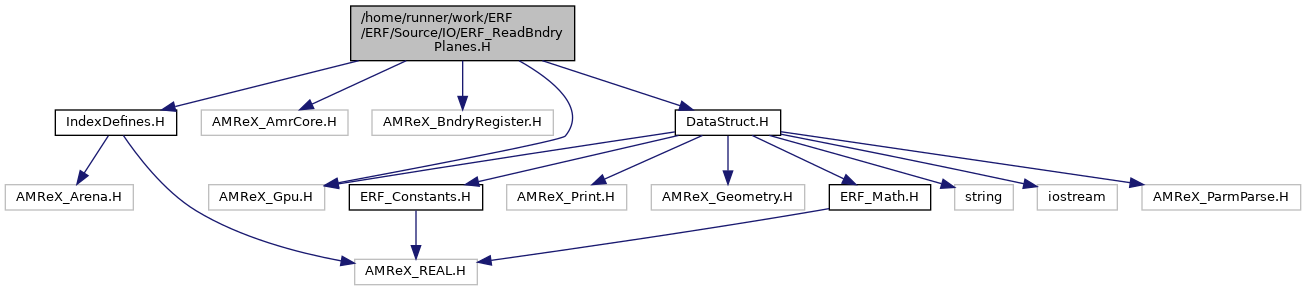 /home/runner/work/ERF
/ERF/Source/IO/ERF_ReadBndry
Planes.H
IndexDefines.H
AMReX_AmrCore.H
AMReX_BndryRegister.H
DataStruct.H
AMReX_Arena.H
AMReX_Gpu.H
ERF_Constants.H
AMReX_Print.H
AMReX_Geometry.H
ERF_Math.H
string
iostream
AMReX_ParmParse.H
AMReX_REAL.H